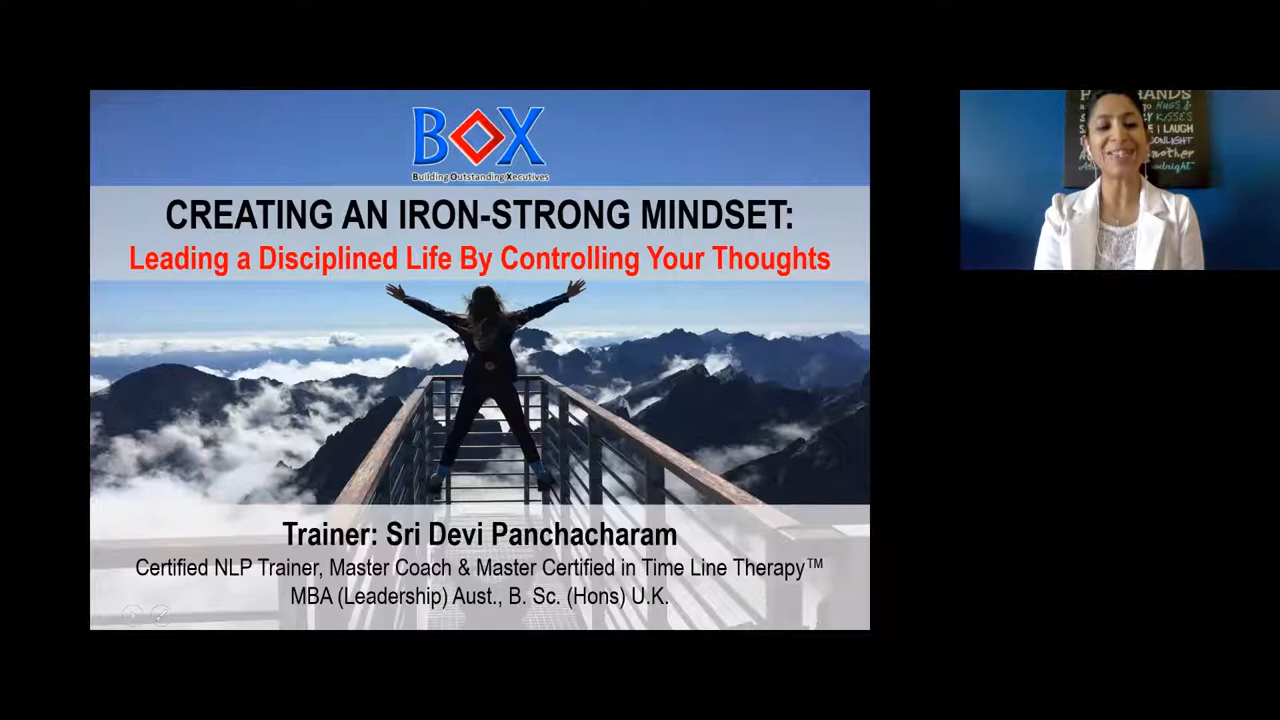 BOX
Building Outstanding Xecutives
CREATING AN IRON-STRONG MINDSET:
Leading a Disciplined Life By Controlling Your Thoughts
Trainer: Sri Devi Panchacharam
Certified NLP Trainer, Master Coach & Master Certified in Time Line Therapy™
MBA (Leadership) Aust., B. Sc. (Hons) U.K.
HUGS &
KISSES
I LAUGH